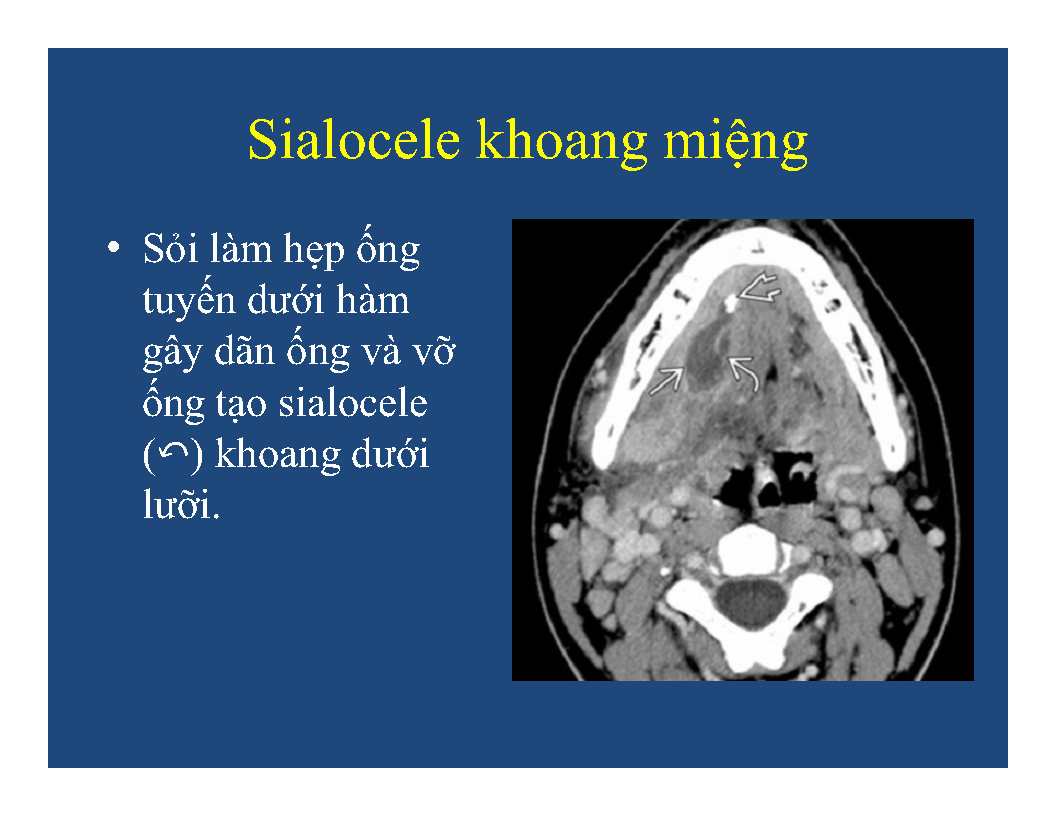 Sialocele khoang miệng
• Sỏi làm hẹp ống
tuyến dưới hàm
gây dãn ống và vỡ
ống tạo sialocele
(↶) khoang dưới
lưỡi.